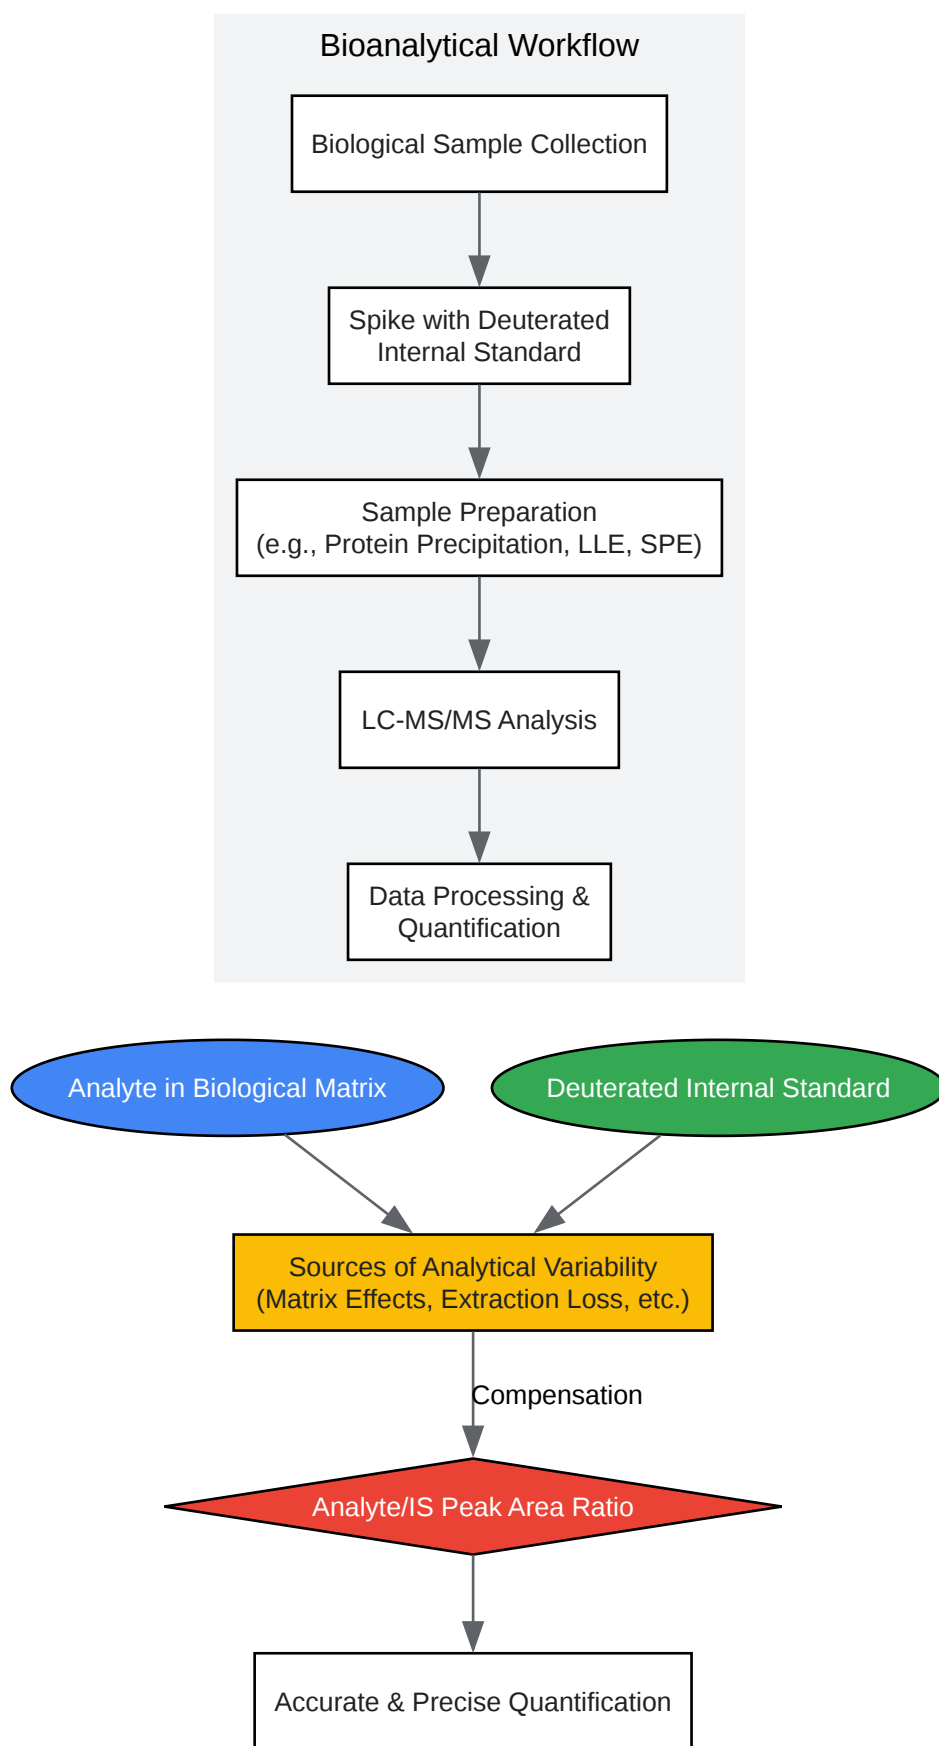 Bioanalytical Workflow
Biological Sample Collection
Spike with Deuterated
Internal Standard
Sample Preparation
(e.g., Protein Precipitation, LLE, SPE)
LC-MS/MS Analysis
Data Processing &
Quantification
Analyte in Biological Matrix
Deuterated Internal Standard
Sources of Analytical Variability
(Matrix Effects, Extraction Loss, etc.)
Compensation
Analyte/IS Peak Area Ratio
Accurate & Precise Quantification